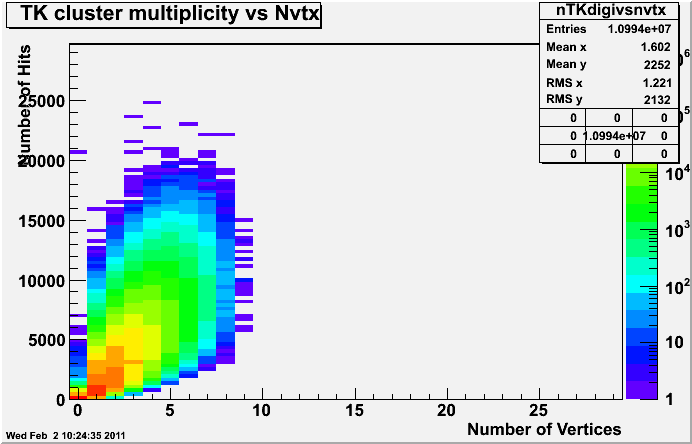 TK cluster multiplicity vs Nvtx
nTKdigivsnvtx
Entries 1.0994e+07
Mean x 1.602
Mean y 2252
RMS x 1.221
RMS y 2132
0 0 0
0 1.0994e+07 0
0 0 0
Number of Hits
25000
20000
15000
10000
5000
0
0 5 10 15 20 25
Number of Vertices
10^4
10^3
10^2
10
1
Wed Feb 2 10:24:35 2011